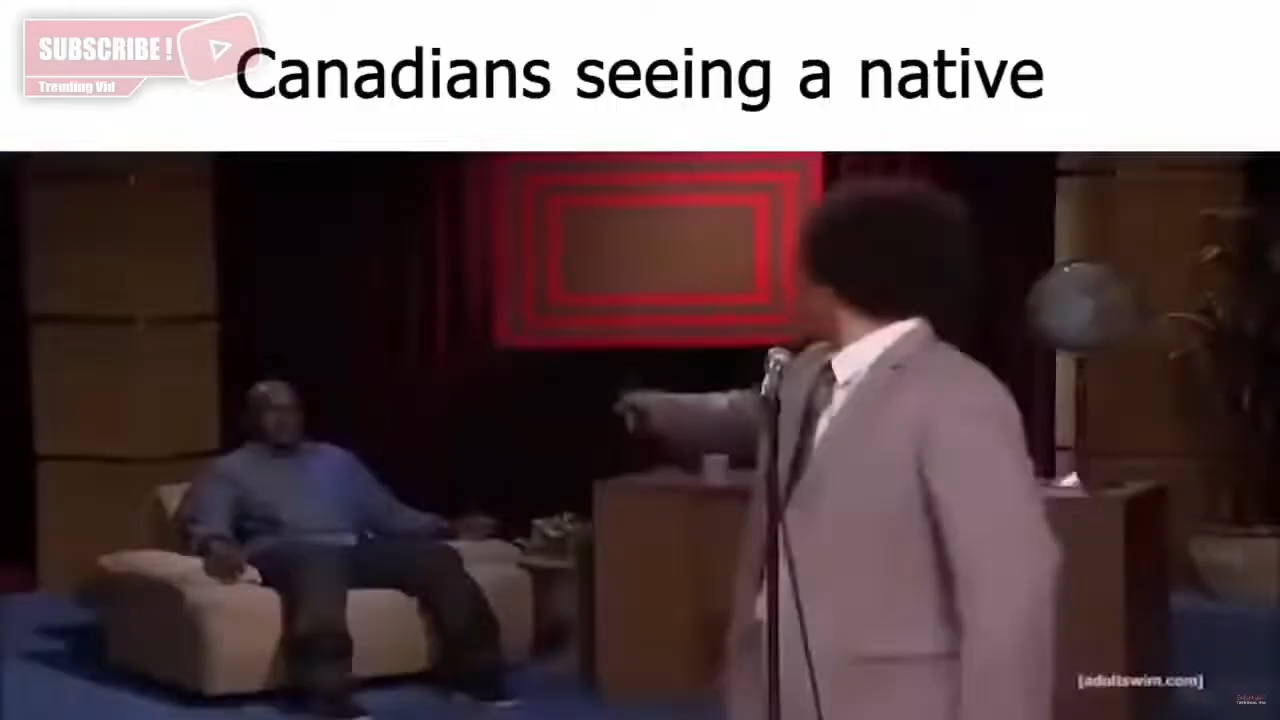 SUBSCRIBE !
Trending Vid
Canadians seeing a native
[adultswim.com]